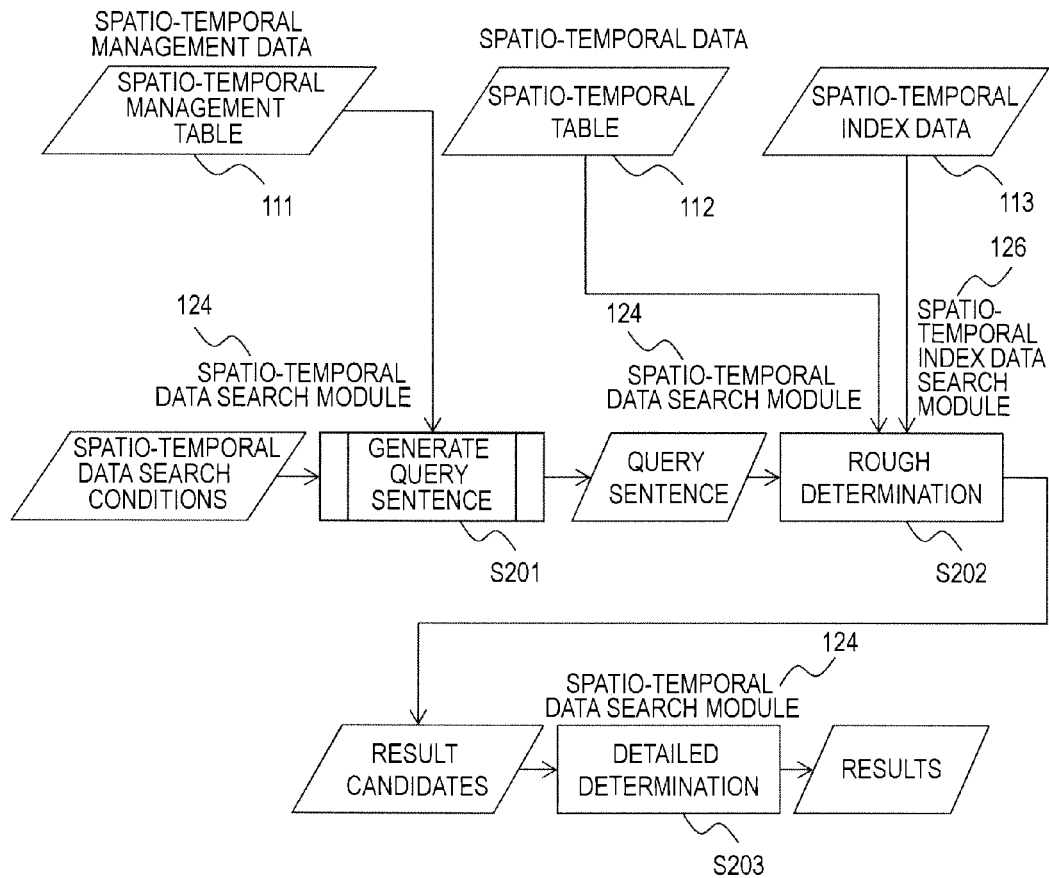 SPATIO-TEMPORAL
MANAGEMENT DATA
SPATIO-TEMPORAL
MANAGEMENT
TABLE
111
SPATIO-TEMPORAL DATA
SPATIO-TEMPORAL
TABLE
112
SPATIO-TEMPORAL
INDEX DATA
113
124
SPATIO-TEMPORAL
DATA SEARCH MODULE
124
SPATIO-TEMPORAL
DATA SEARCH MODULE
126
SPATIO-
TEMPORAL
INDEX DATA
SEARCH
MODULE
SPATIO-TEMPORAL
DATA SEARCH
CONDITIONS
GENERATE
QUERY
SENTENCE
S201
QUERY
SENTENCE
ROUGH
DETERMINATION
S202
124
SPATIO-TEMPORAL
DATA SEARCH MODULE
RESULT
CANDIDATES
DETAILED
DETERMINATION
S203
RESULTS